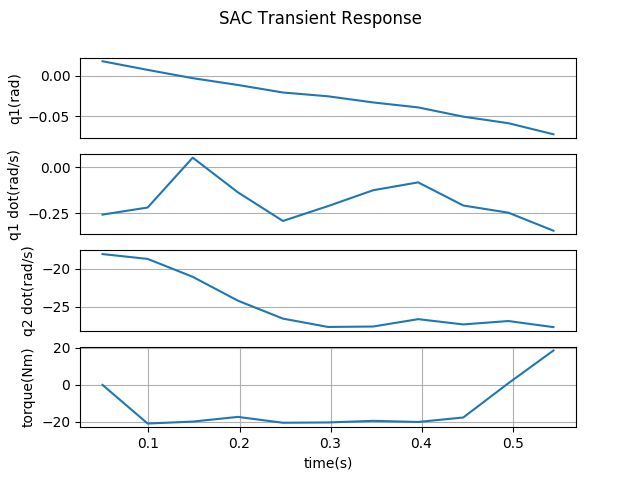 SAC Transient Response
q1(rad)
0.00
−0.05
q1 dot(rad/s)
0.00
−0.25
q2 dot(rad/s)
−20
−25
torque(Nm)
20
0
−20
0.1 0.2 0.3 0.4 0.5
time(s)